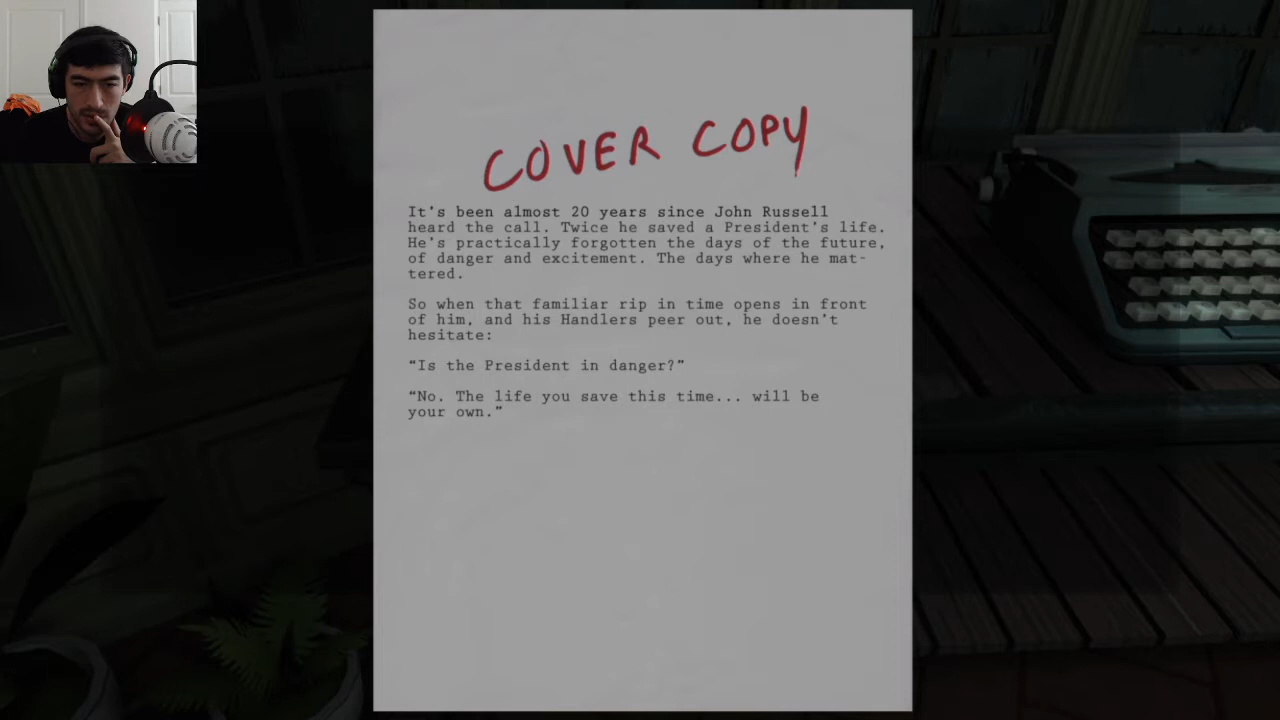 COVER COPY
It's been almost 20 years since John Russell
heard the call. Twice he saved a President's life.
He's practically forgotten the days of the future,
of danger and excitement. The days where he mat-
tered.
So when that familiar rip in time opens in front
of him, and his Handlers peer out, he doesn't
hesitate:
“Is the President in danger?”
“No. The life you save this time... will be
your own.”